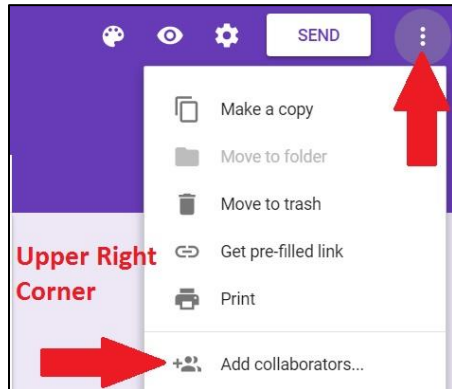 SEND
Make a copy
Move to folder
Move to trash
Upper Right
Corner
Get pre-filled link
Print
Add collaborators...